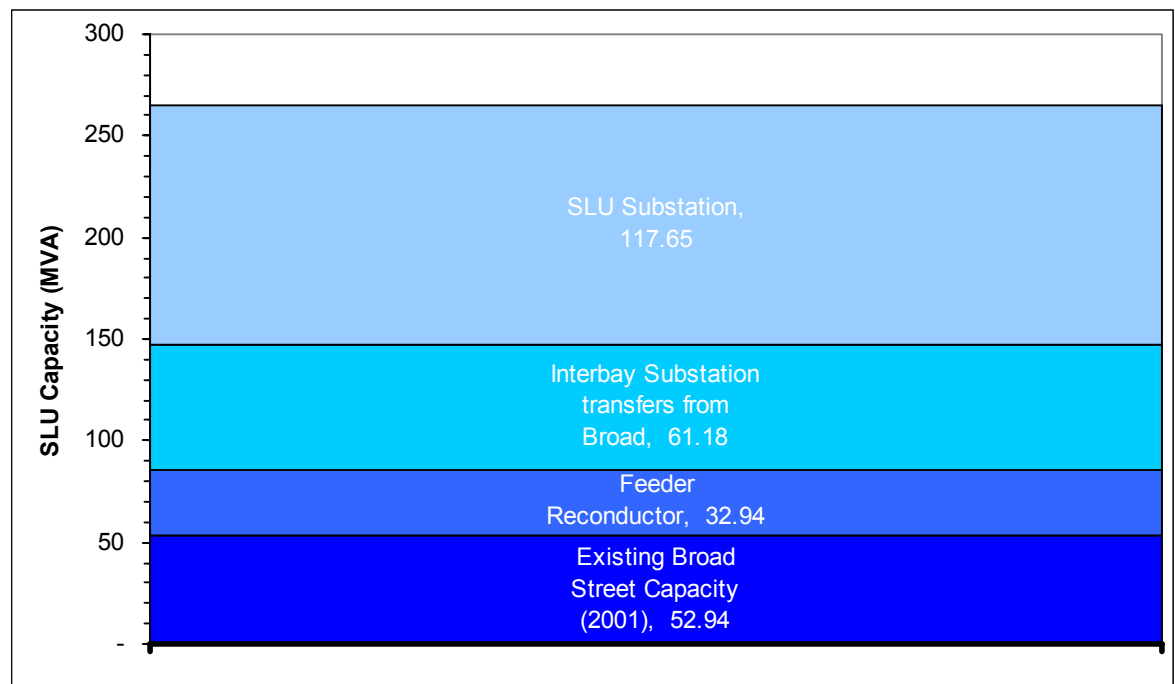 300
250
200
150
100
50
-
SLU Capacity (MVA)
SLU Substation,
117.65
Interbay Substation
transfers from
Broad, 61.18
Feeder
Reconductor, 32.94
Existing Broad
Street Capacity
(2001), 52.94